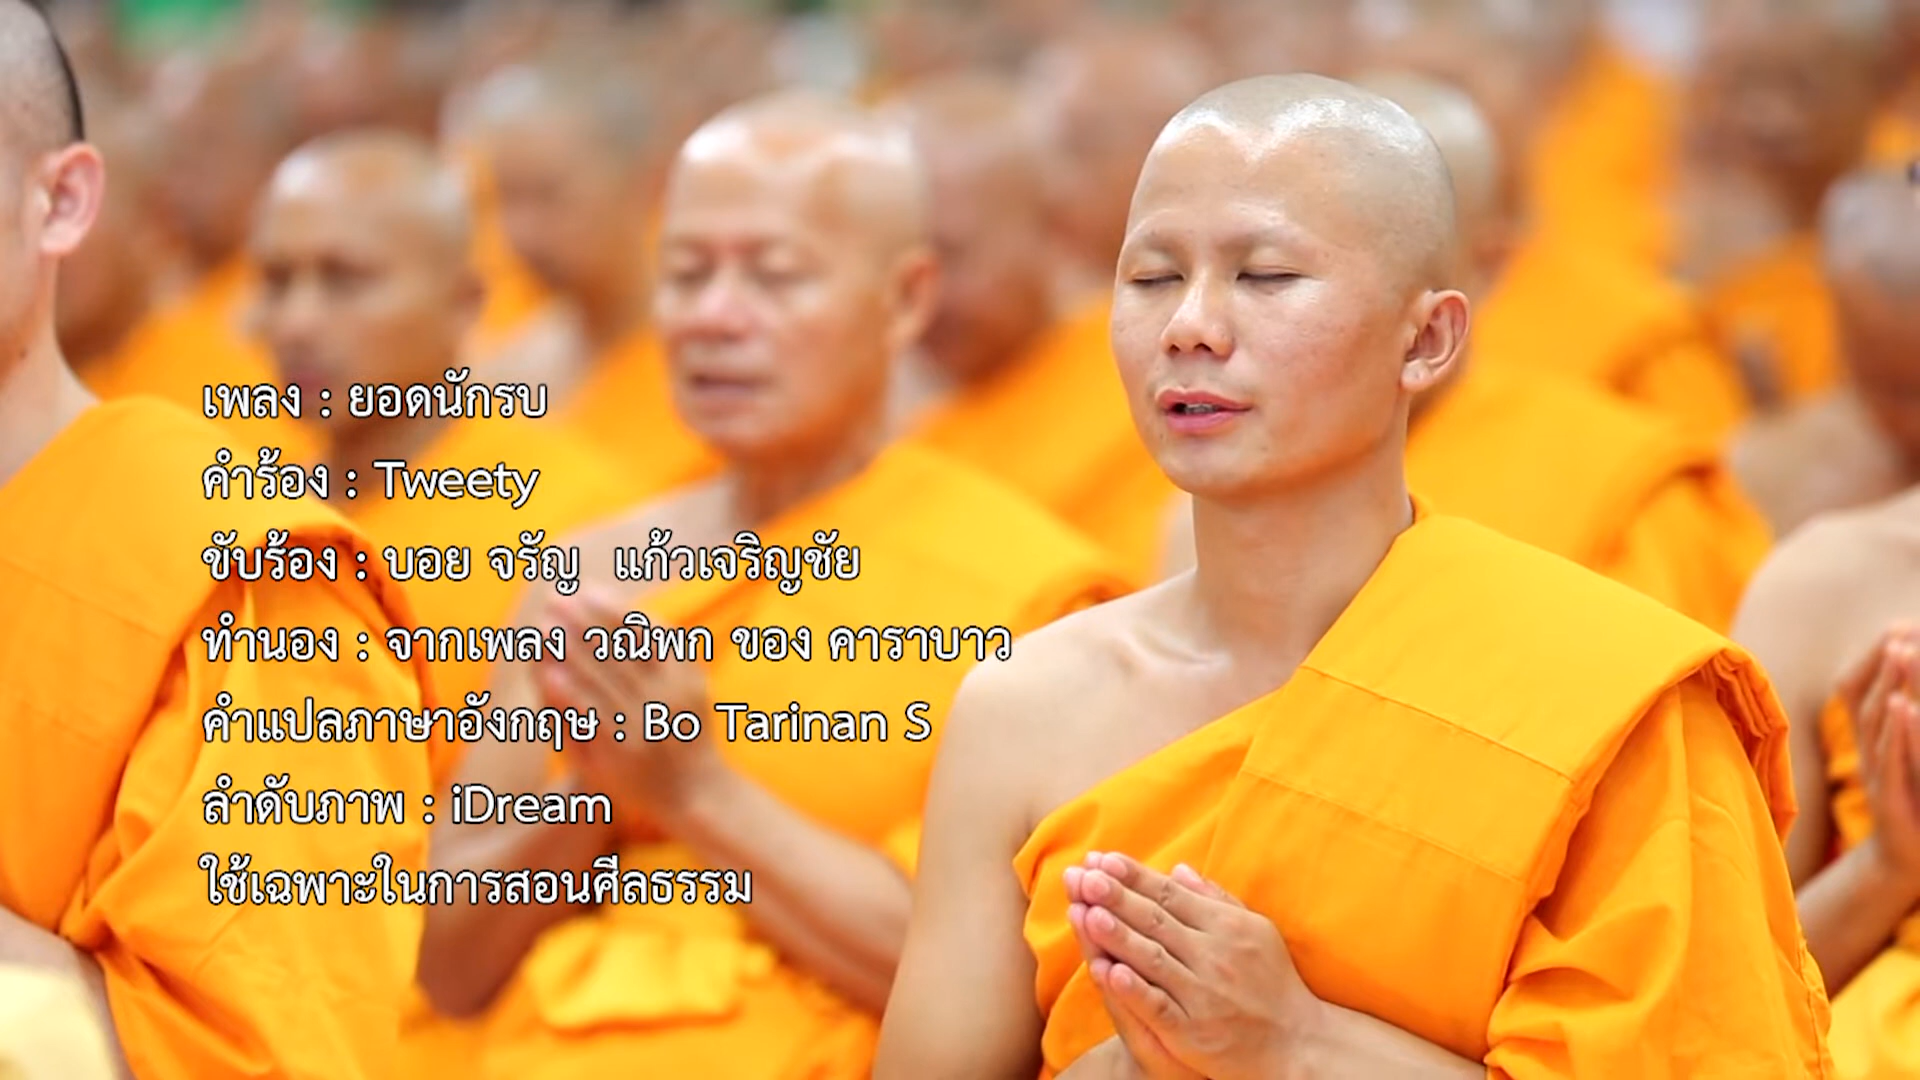 เพลง : ยอดนักรบ
คำร้อง : Tweety
ขับร้อง : บอย จรัญ แก้วเจริญชัย
ทำนอง : จากเพลง วณิพก ของ คาราบาว
คำแปลภาษาอังกฤษ : Bo Tarinan S
ลำดับภาพ : iDream
ใช้เฉพาะในการสอนศีลธรรม